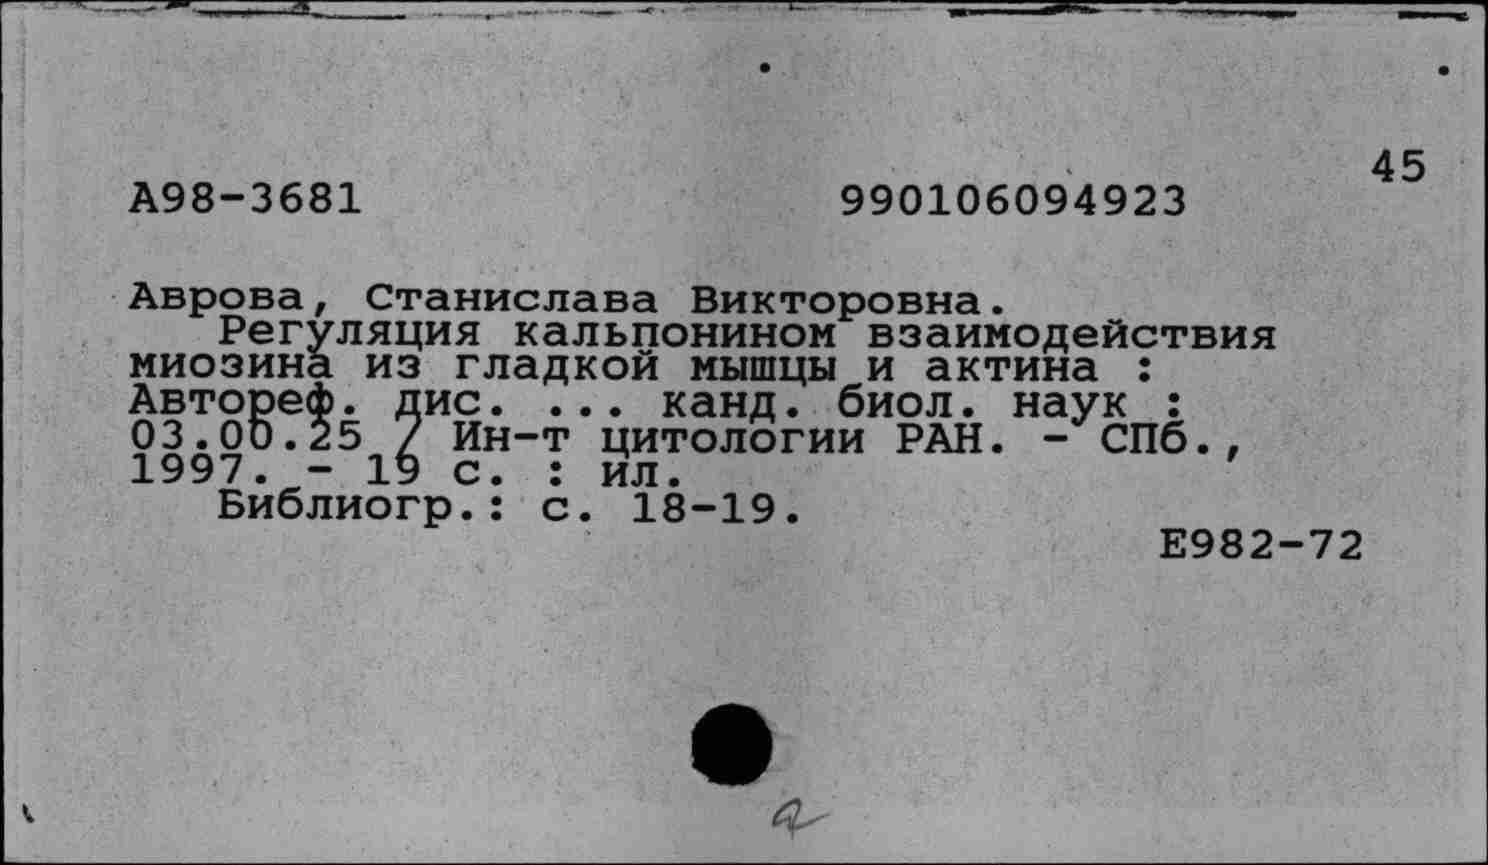 45
А98-3681 990106094923
Аврова, Станислава Викторовна.
Регуляция кальпонином взаимодействия
миозина из гладкой мышцы и актина :
Автореф. дис. ... канд. биол. наук :
03.00.25 / Ин-т цитологии РАН. - СПб.,
1997. - 19 с. : ил.
Библиогр.: с. 18-19.
Е982-72